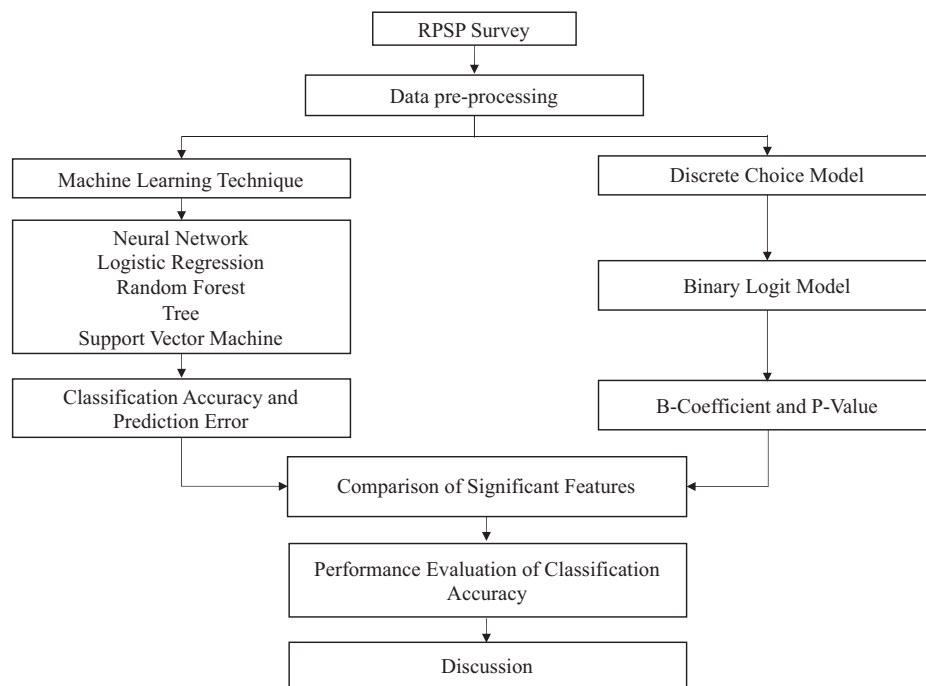 RPSP Survey
Data pre-processing
Machine Learning Technique
Discrete Choice Model
Neural Network
Logistic Regression
Random Forest
Tree
Support Vector Machine
Binary Logit Model
Classification Accuracy and
Prediction Error
B-Coefficient and P-Value
Comparison of Significant Features
Performance Evaluation of Classification
Accuracy
Discussion